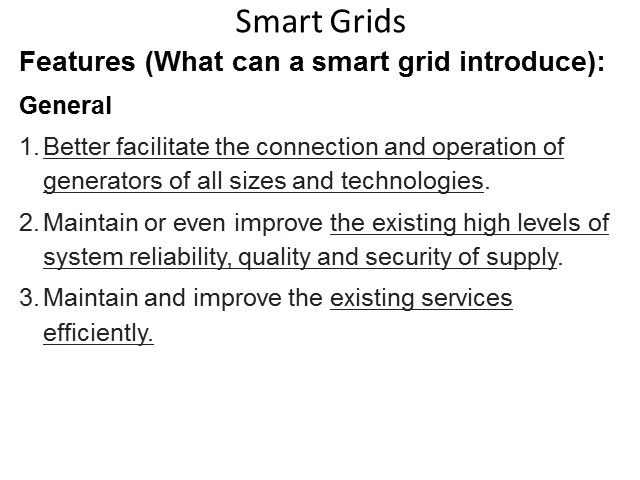 Smart Grids
Features (What can a smart grid introduce):
General
1. Better facilitate the connection and operation of
generators of all sizes and technologies.
2. Maintain or even improve the existing high levels of
system reliability, quality and security of supply.
3. Maintain and improve the existing services
efficiently.